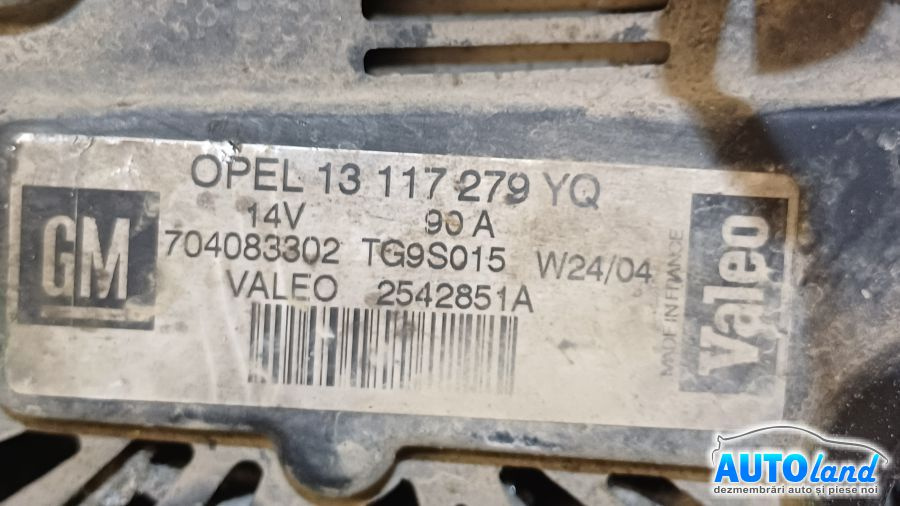 OPEL 13 117 279 YQ
14V 90 A
704083302 TG9S015 W24/04
VALEO 2542851A
GM
MADE IN FRANCE
Valeo
AUTOland
dezmembrări auto și piese noi